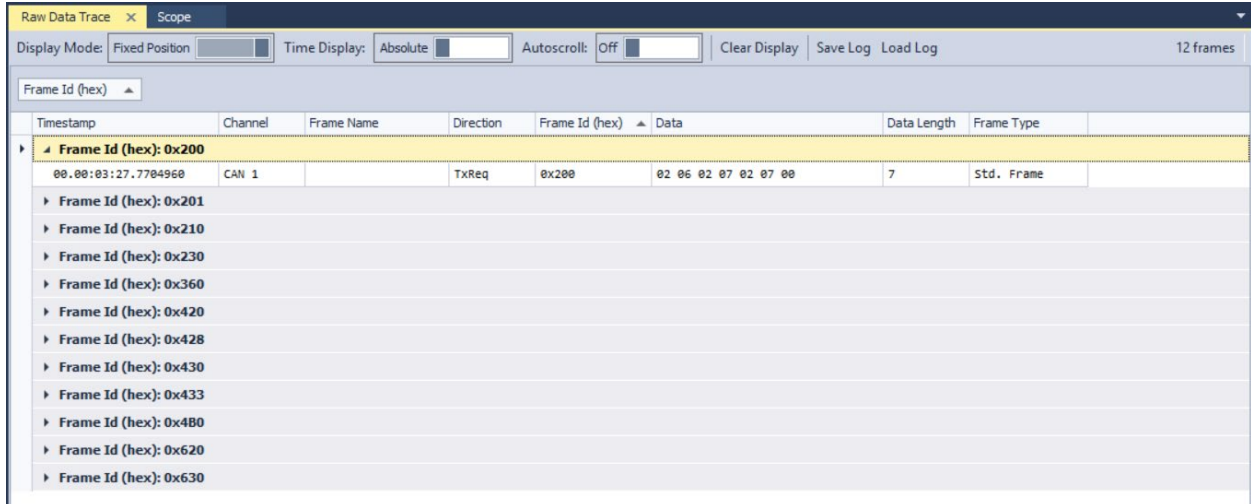 Raw Data Trace Scope
Display Mode: Fixed Position Time Display: Absolute Autoscroll: Off Clear Display Save Log Load Log 12 frames
Frame Id (hex)
Timestamp Channel Frame Name Direction Frame Id (hex) Data Data Length Frame Type
Frame Id (hex): 0x200
00.00:03:27.7704960 CAN 1 TxReq 0x200 02 06 02 07 02 07 00 7 Std. Frame
Frame Id (hex): 0x201
Frame Id (hex): 0x210
Frame Id (hex): 0x230
Frame Id (hex): 0x360
Frame Id (hex): 0x420
Frame Id (hex): 0x428
Frame Id (hex): 0x430
Frame Id (hex): 0x433
Frame Id (hex): 0x4B0
Frame Id (hex): 0x620
Frame Id (hex): 0x630